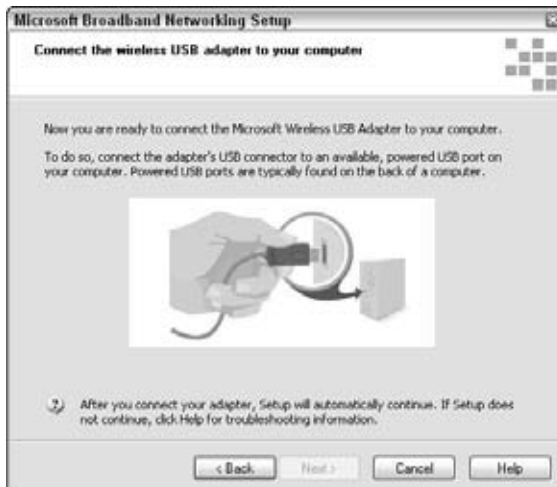 Microsoft Broadband Networking Setup
Connect the wireless USB adapter to your computer
Now you are ready to connect the Microsoft Wireless USB Adapter to your computer.
To do so, connect the adapter's USB connector to an available, powered USB port on
your computer. Powered USB ports are typically found on the back of a computer.
After you connect your adapter, Setup will automatically continue. If Setup does
not continue, click Help for troubleshooting information.
< Back Next > Cancel Help